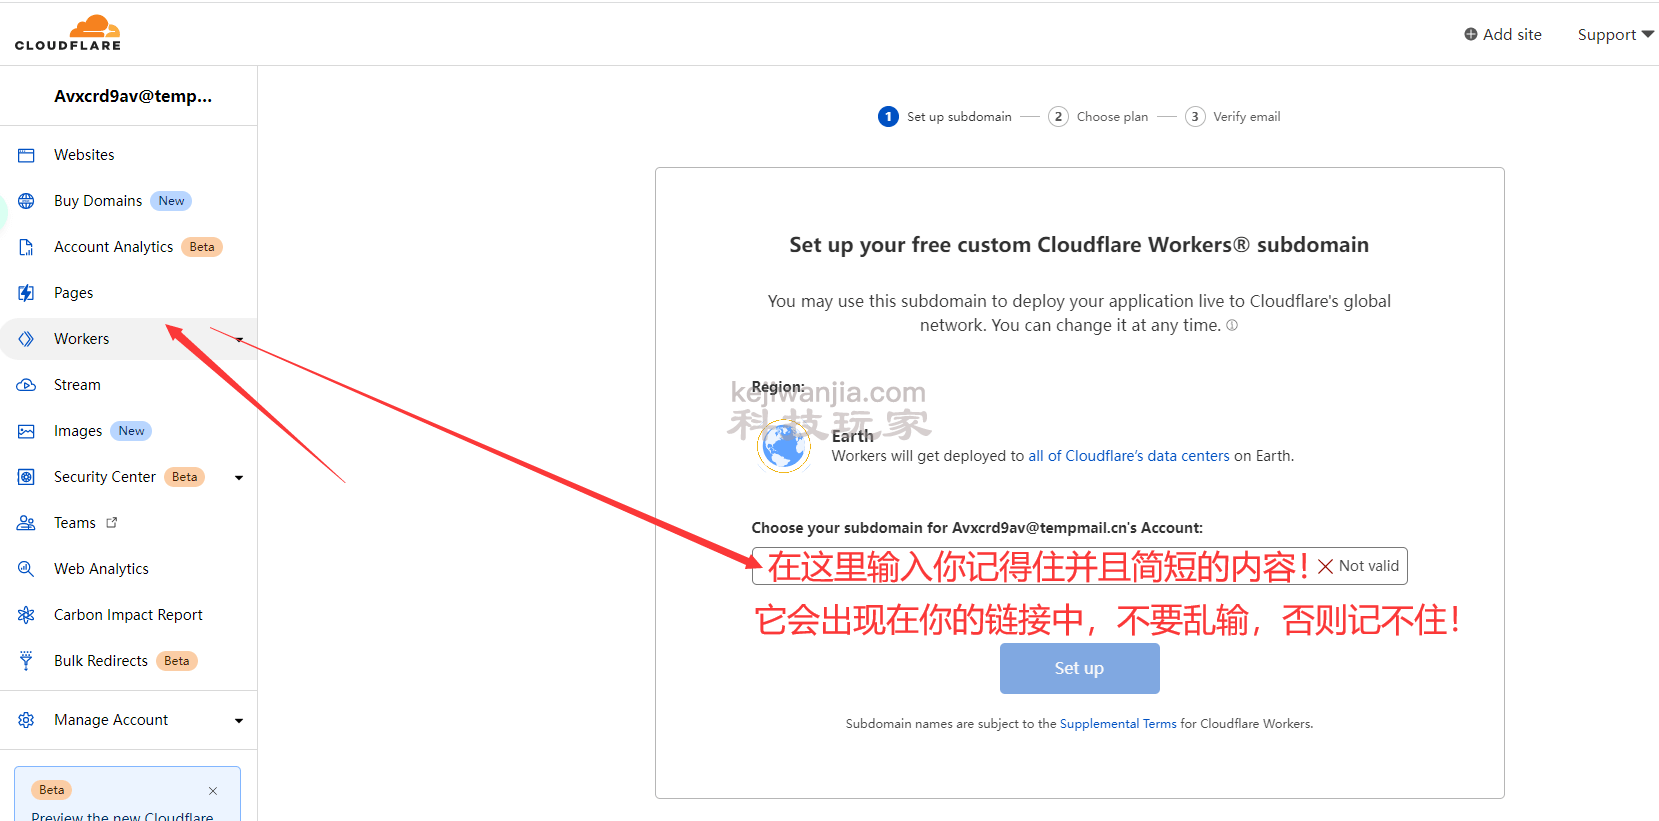 CLOUDFLARE
Add site
Support
Avxcrd9av@temp...
Websites
Buy Domains New
Account Analytics Beta
Pages
Workers
Stream
Images New
Security Center Beta
Teams
Web Analytics
Carbon Impact Report
Bulk Redirects Beta
Manage Account
Beta
Preview the new Cloudflare
1 Set up subdomain 2 Choose plan 3 Verify email
Set up your free custom Cloudflare Workers® subdomain
You may use this subdomain to deploy your application live to Cloudflare's global
network. You can change it at any time.
Region:
kejiwanjia.com
科技玩家
Earth
Workers will get deployed to all of Cloudflare's data centers on Earth.
Choose your subdomain for Avxcrd9av@tempmail.cn's Account:
在这里输入你记得住并且简短的内容！ Not valid
它会出现在你的链接中，不要乱输，否则记不住！
Set up
Subdomain names are subject to the Supplemental Terms for Cloudflare Workers.